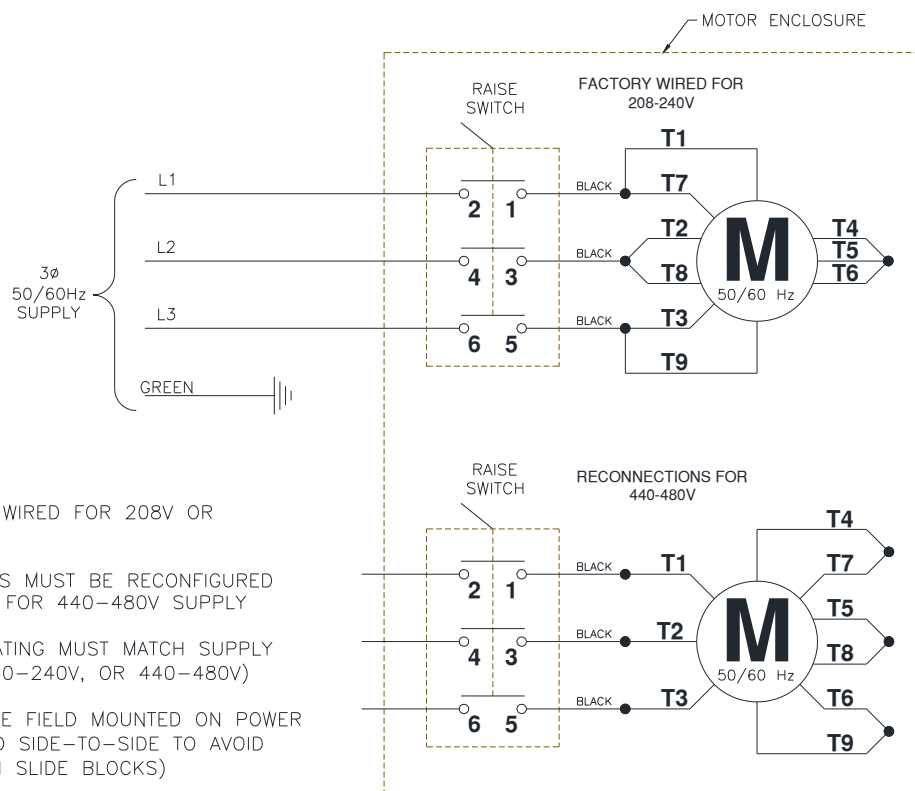 MOTOR ENCLOSURE
RAISE
SWITCH
FACTORY WIRED FOR
208-240V
3ø
50/60Hz
SUPPLY
L1
L2
L3
GREEN
2 1
4 3
6 5
BLACK
BLACK
BLACK
T1
T7
T2
T8
T3
T9
M
50/60 Hz
T4
T5
T6
RAISE
SWITCH
RECONNECTIONS FOR
440-480V
2 1
4 3
6 5
BLACK
BLACK
BLACK
T1
T2
T3
M
50/60 Hz
T4
T7
T5
T8
T6
T9
WIRED FOR 208V OR
S MUST BE RECONFIGURED
FOR 440-480V SUPPLY
ATING MUST MATCH SUPPLY
0-240V, OR 440-480V)
E FIELD MOUNTED ON POWER
SIDE-TO-SIDE TO AVOID
SLIDE BLOCKS)